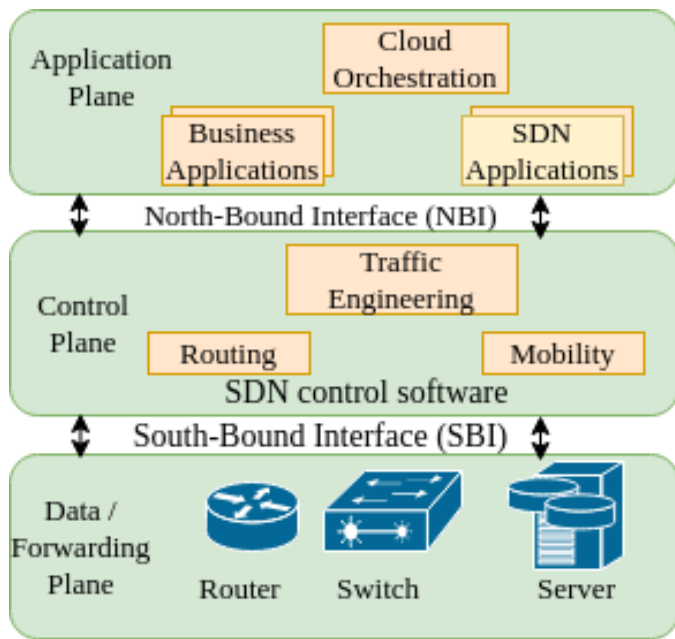 Application
Plane
Cloud
Orchestration
Business
Applications
SDN
Applications
North-Bound Interface (NBI)
Control
Plane
Traffic
Engineering
Routing
Mobility
SDN control software
South-Bound Interface (SBI)
Data /
Forwarding
Plane
Router
Switch
Server